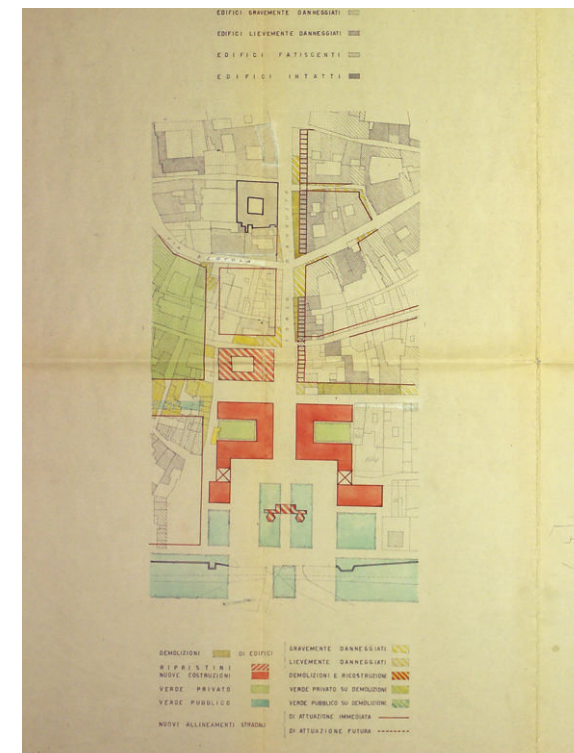 EDIFICI GRAVEMENTE DANNEGGIATI
EDIFICI LIEVEMENTE DANNEGGIATI
EDIFICI FATISCENTI
EDIFICI INTATTI
DEMOLIZIONI DI EDIFICI
RIPRISTINI
NUOVE COSTRUZIONI
VERDE PRIVATO
VERDE PUBBLICO
NUOVI ALLINEAMENTI STRADALI
GRAVEMENTE DANNEGGIATI
LIEVEMENTE DANNEGGIATI
DEMOLIZIONI E RICOSTRUZIONI
VERDE PRIVATO SU DEMOLIZIONI
VERDE PUBBLICO SU DEMOLIZIONI
DI ATTUAZIONE IMMEDIATA
DI ATTUAZIONE FUTURA